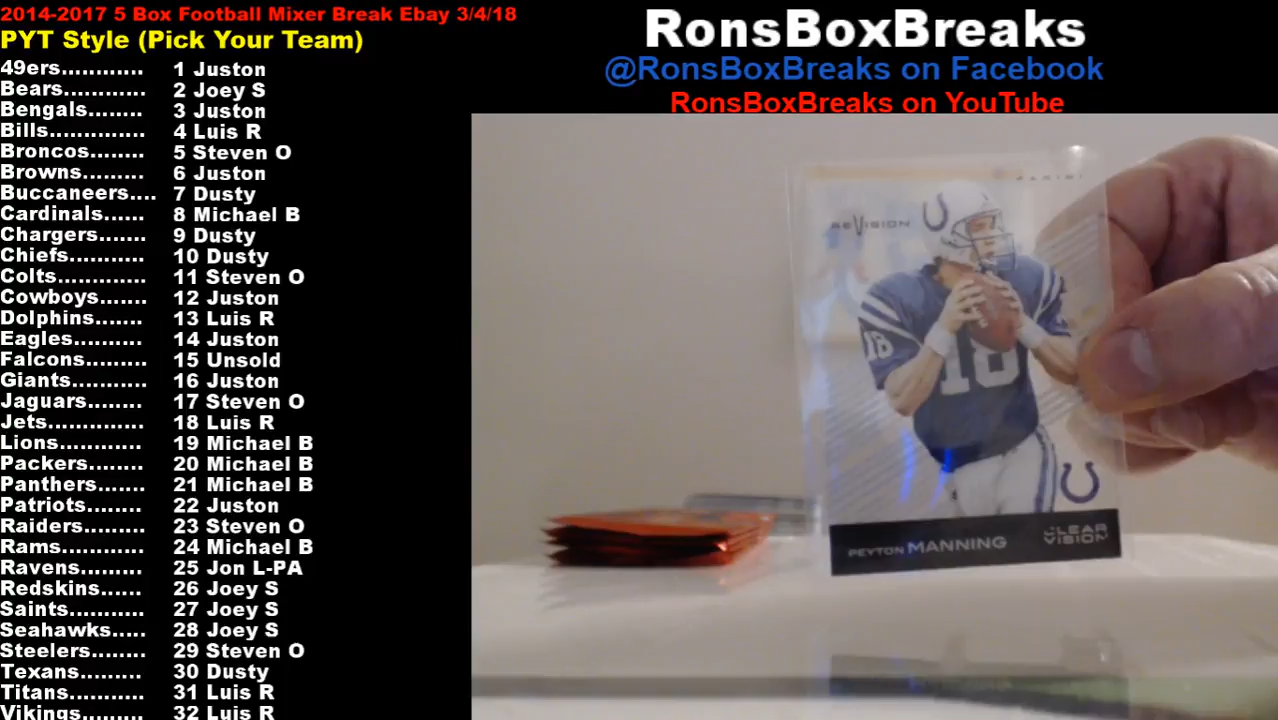 2014-2017 5 Box Football Mixer Break Ebay 3/4/18
PYT Style (Pick Your Team)
49ers............ 1 Juston
Bears............ 2 Joey S
Bengals........ 3 Juston
Bills.............. 4 Luis R
Broncos........ 5 Steven O
Browns......... 6 Juston
Buccaneers.... 7 Dusty
Cardinals...... 8 Michael B
Chargers....... 9 Dusty
Chiefs........... 10 Dusty
Colts............. 11 Steven O
Cowboys....... 12 Juston
Dolphins....... 13 Luis R
Eagles.......... 14 Juston
Falcons......... 15 Unsold
Giants........... 16 Juston
Jaguars........ 17 Steven O
Jets.............. 18 Luis R
Lions............ 19 Michael B
Packers........ 20 Michael B
Panthers....... 21 Michael B
Patriots........ 22 Juston
Raiders......... 23 Steven O
Rams............ 24 Michael B
Ravens......... 25 Jon L-PA
Redskins...... 26 Joey S
Saints........... 27 Joey S
Seahawks..... 28 Joey S
Steelers........ 29 Steven O
Texans......... 30 Dusty
Titans........... 31 Luis R
Vikings......... 32 Luis R
RonsBoxBreaks
@RonsBoxBreaks on Facebook
RonsBoxBreaks on YouTube
PANINI
REVISION
18
18
PEYTON MANNING
CLEAR
VISION